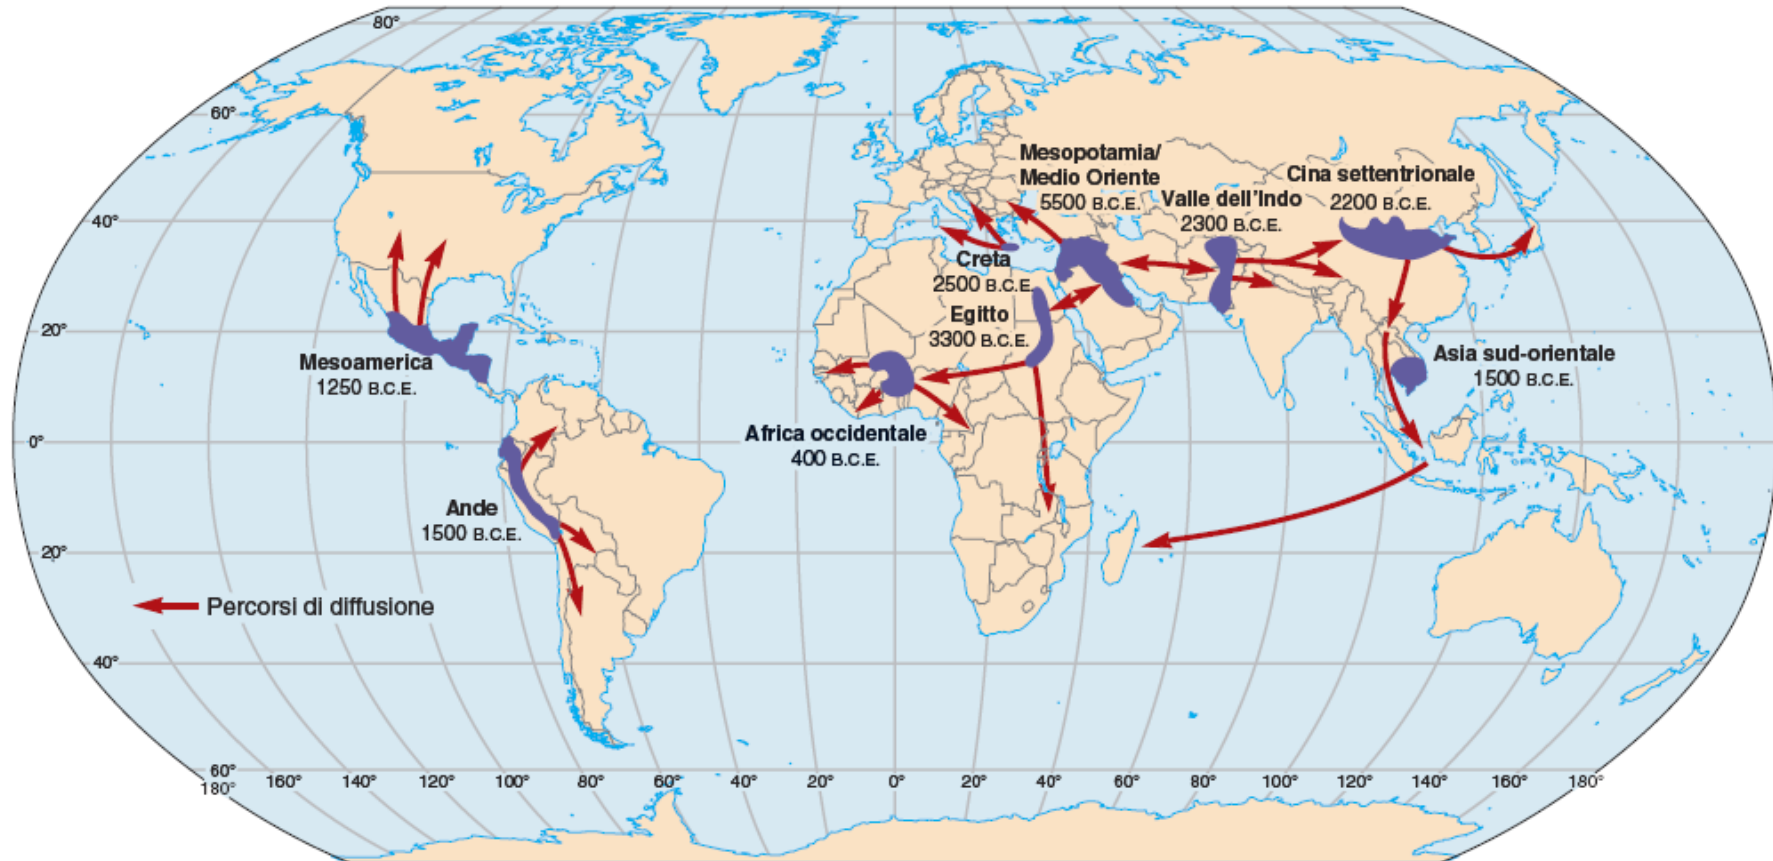 80°
60°
40°
20°
0°
20°
40°
60°
Mesopotamia/
Medio Oriente
5500 B.C.E.
Valle dell'Indo
2300 B.C.E.
Cina settentrionale
2200 B.C.E.
Creta
2500 B.C.E.
Egitto
3300 B.C.E.
Mesoamerica
1250 B.C.E.
Asia sud-orientale
1500 B.C.E.
Africa occidentale
400 B.C.E.
Ande
1500 B.C.E.
Percorsi di diffusione
180° 160° 140° 120° 100° 80° 60° 40° 20° 0° 20° 40° 60° 80° 100° 120° 140° 160° 180°